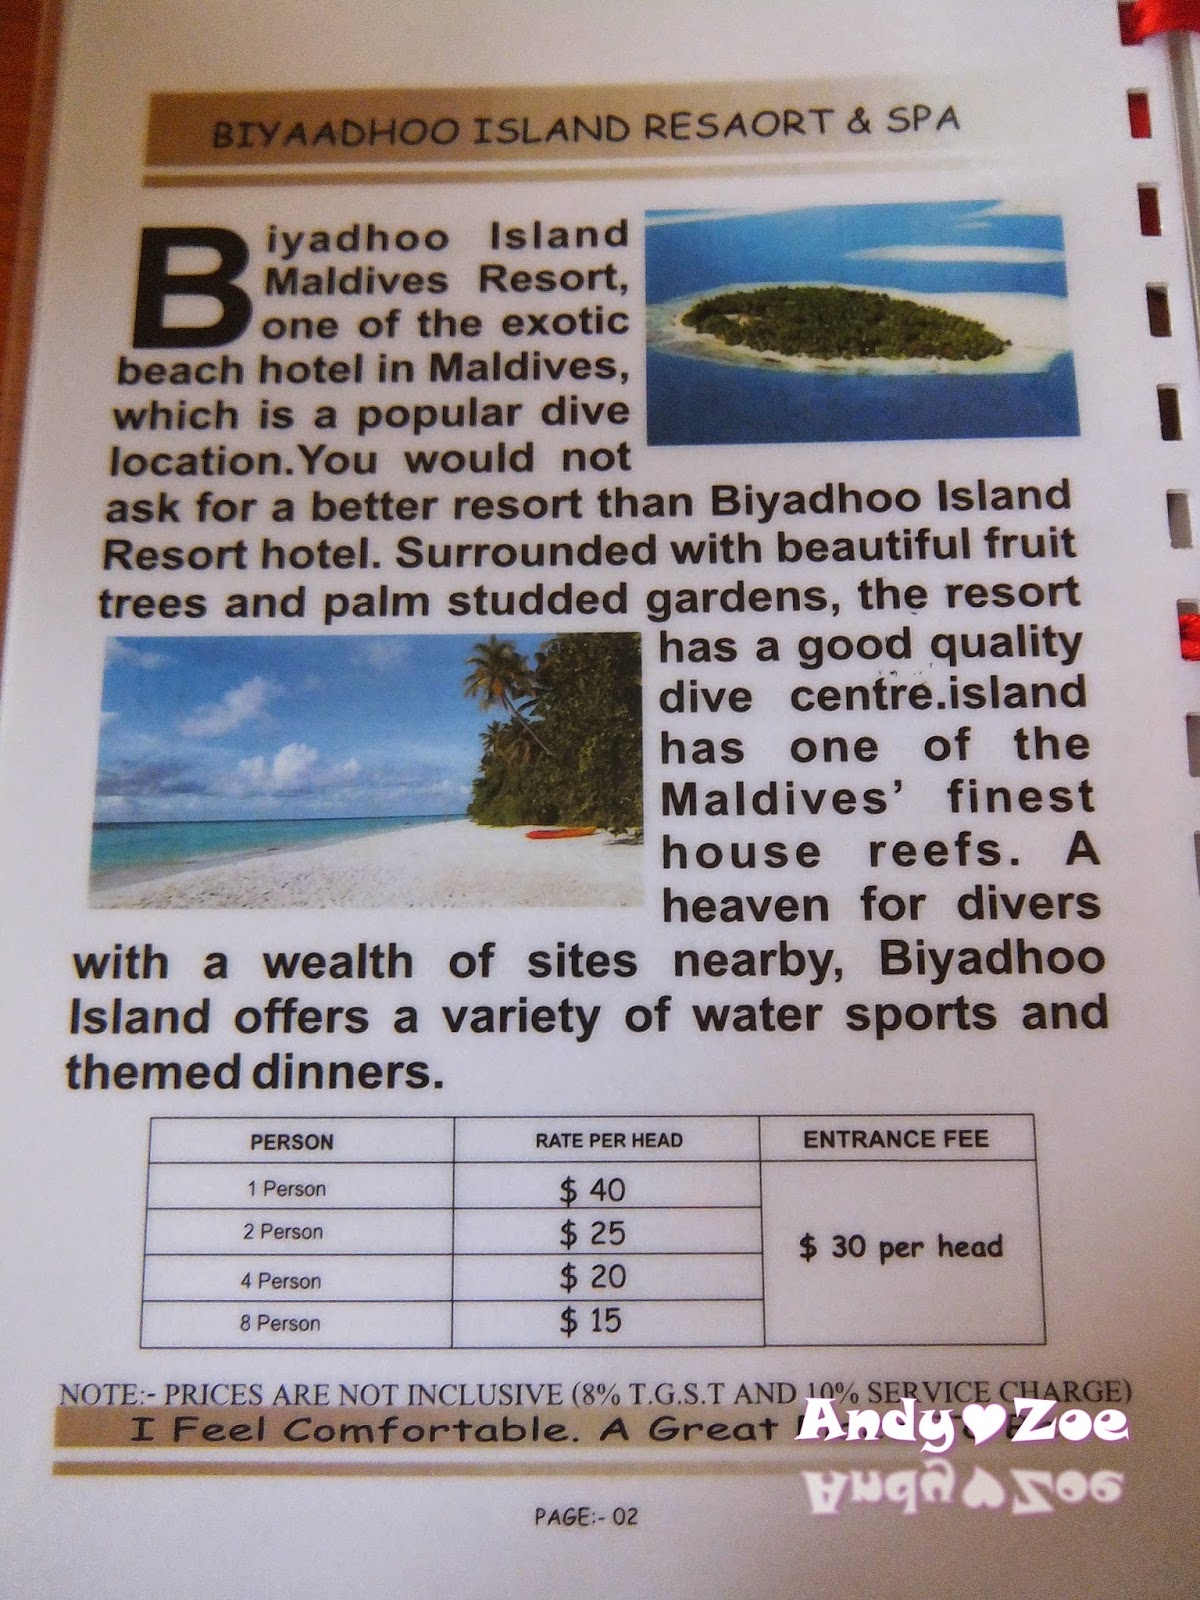 BIYAADHOO ISLAND RESAORT & SPA
Biyadhoo Island
Maldives Resort,
one of the exotic
beach hotel in Maldives,
which is a popular dive
location.You would not
ask for a better resort than Biyadhoo Island
Resort hotel. Surrounded with beautiful fruit
trees and palm studded gardens, the resort
has a good quality
dive centre.island
has one of the
Maldives’ finest
house reefs. A
heaven for divers
with a wealth of sites nearby, Biyadhoo
Island offers a variety of water sports and
themed dinners.
PERSON RATE PER HEAD ENTRANCE FEE
1 Person $ 40
2 Person $ 25
$ 30 per head
4 Person $ 20
8 Person $ 15
NOTE:- PRICES ARE NOT INCLUSIVE (8% T.G.S.T AND 10% SERVICE CHARGE)
I Feel Comfortable. A Great
Andy♥Zoe
PAGE:- 02